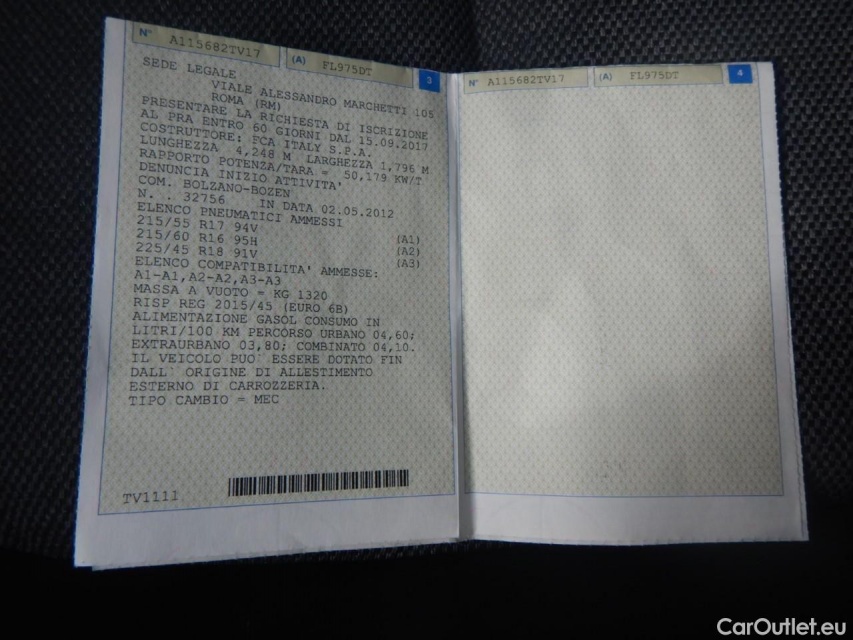 N° A115682TV17 (A) FL975DT 3
SEDE LEGALE
VIALE ALESSANDRO MARCHETTI 105
ROMA (RM)
PRESENTARE LA RICHIESTA DI ISCRIZIONE
AL PRA ENTRO 60 GIORNI DAL 15.09.2017
COSTRUTTORE: FCA ITALY S.P.A.
LUNGHEZZA 4,248 M LARGHEZZA 1,796 M
RAPPORTO POTENZA/TARA = 50,179 KW/T
DENUNCIA INIZIO ATTIVITA'
COM. BOLZANO-BOZEN
N. . 32756 IN DATA 02.05.2012
ELENCO PNEUMATICI AMMESSI
215/55 R17 94V (A1)
215/60 R16 95H (A2)
225/45 R18 91V (A3)
ELENCO COMPATIBILITA' AMMESSE:
A1-A1,A2-A2,A3-A3
MASSA A VUOTO = KG 1320
RISP REG 2015/45 (EURO 6B)
ALIMENTAZIONE GASOL CONSUMO IN
LITRI/100 KM PERCORSO URBANO 04,60;
EXTRAURBANO 03,80; COMBINATO 04,10.
IL VEICOLO PUO' ESSERE DOTATO FIN
DALL' ORIGINE DI ALLESTIMENTO
ESTERNO DI CARROZZERIA.
TIPO CAMBIO = MEC
TV1111
N° A115682TV17 (A) FL975DT 4
CarOutlet.eu